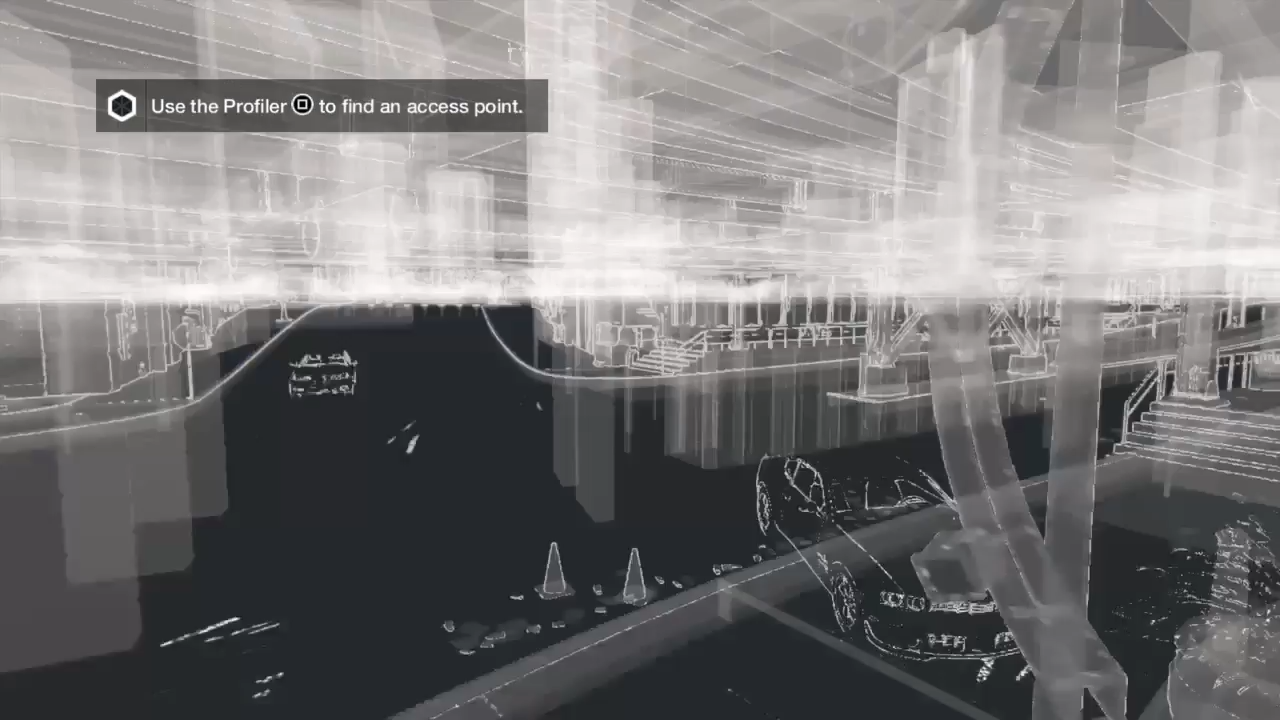 Use the Profiler to find an access point.